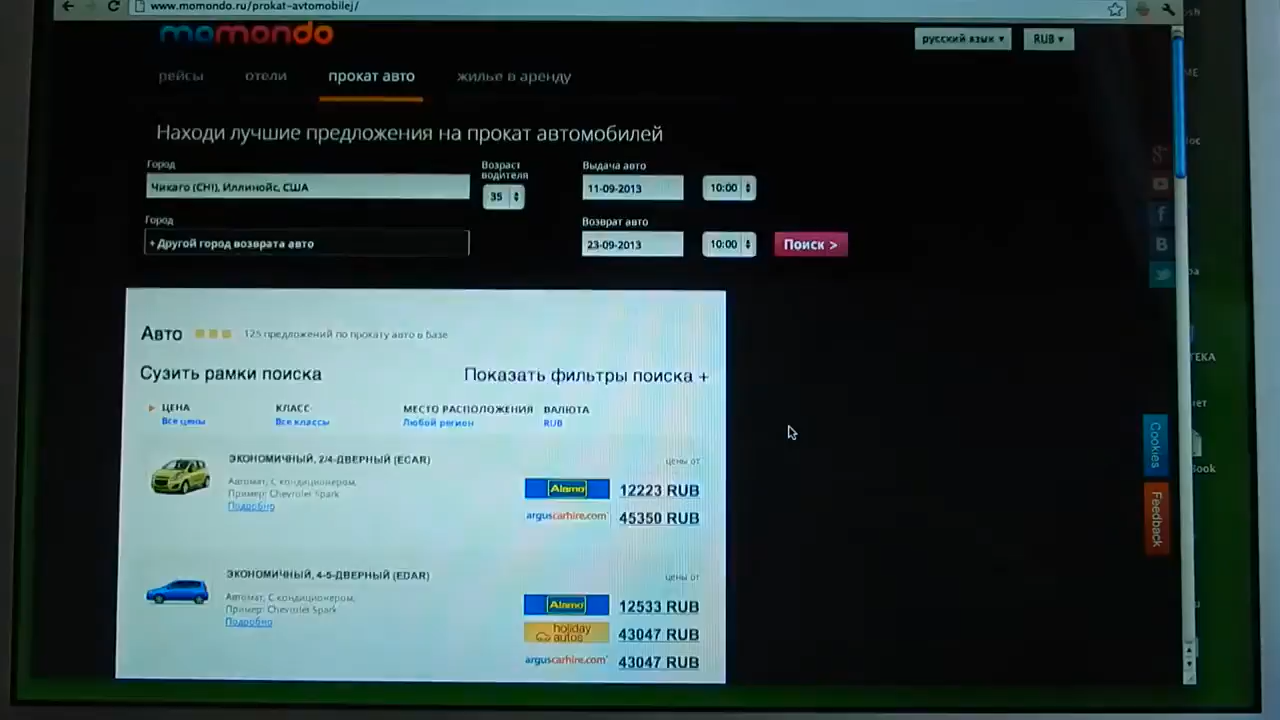 www.momondo.ru/prokat-avtomobilej/
momondo
русский язык ▾ RUB ▾
рейсы отели прокат авто жилье в аренду
Находи лучшие предложения на прокат автомобилей
Город Возраст водителя Выдача авто
Чикаго (CHI), Иллинойс, США 35 11-09-2013 10:00
Город Возврат авто
+ Другой город возврата авто 23-09-2013 10:00 Поиск >
Авто 125 предложений по прокату авто в базе
Сузить рамки поиска Показать фильтры поиска +
ЦЕНА КЛАСС МЕСТО РАСПОЛОЖЕНИЯ ВАЛЮТА
Все цены Все классы Любой регион RUB
ЭКОНОМИЧНЫЙ, 2/4-ДВЕРНЫЙ (ECAR)
цены от
Автомат, С кондиционером,
Пример: Chevrolet Spark
Подробно
Alamo 12223 RUB
arguscarhire.com 45350 RUB
ЭКОНОМИЧНЫЙ, 4-5-ДВЕРНЫЙ (EDAR)
цены от
Автомат, С кондиционером,
Пример: Chevrolet Spark
Подробно
Alamo 12533 RUB
holiday autos 43047 RUB
arguscarhire.com 43047 RUB
Cookies
Feedback